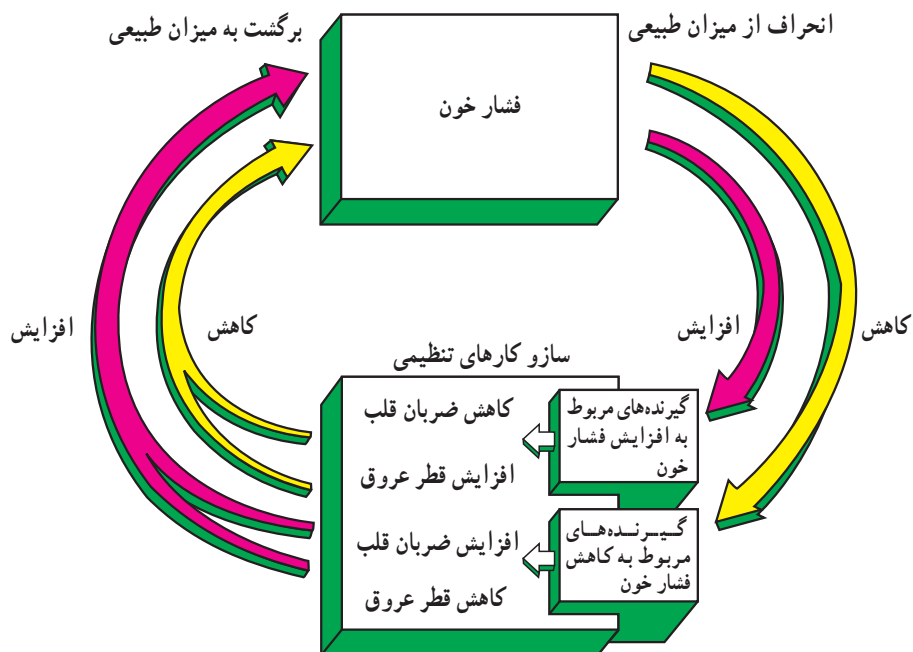 انحراف از میزان طبیعی
برگشت به میزان طبیعی
فشار خون
کاهش
افزایش
کاهش
افزایش
سازو کارهای تنظیمی
گیرنده‌های مربوط
به افزایش فشار
خون
کاهش ضربان قلب
افزایش قطر عروق
گیـرنـده‌هـای
مربوط به کاهش
فشار خون
افزایش ضربان قلب
کاهش قطر عروق